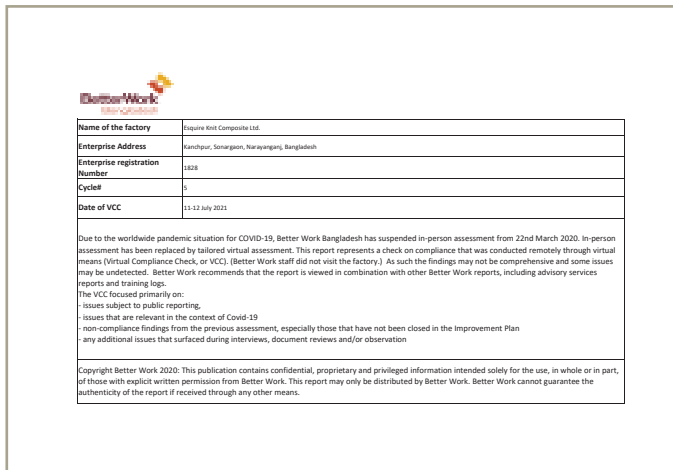 BetterWork
Name of the factory
Esquire Knit Composite Ltd.
Enterprise Address
Kanchpur, Sonargaon, Narayanganj, Bangladesh
Enterprise registration
Number
1828
Cycle#
5
Date of VCC
11-12 July 2021
Due to the worldwide pandemic situation for COVID-19, Better Work Bangladesh has suspended in-person assessment from 22nd March 2020. In-person
assessment has been replaced by tailored virtual assessment. This report represents a check on compliance that was conducted remotely through virtual
means (Virtual Compliance Check, or VCC). (Better Work staff did not visit the factory.)  As such the findings may not be comprehensive and some issues
may be undetected.  Better Work recommends that the report is viewed in combination with other Better Work reports, including advisory services
reports and training logs.
The VCC focused primarily on:
- issues subject to public reporting,
- issues that are relevant in the context of Covid-19
- non-compliance findings from the previous assessment, especially those that have not been closed in the Improvement Plan
- any additional issues that surfaced during interviews, document reviews and/or observation
Copyright Better Work 2020: This publication contains confidential, proprietary and privileged information intended solely for the use, in whole or in part,
of those with explicit written permission from Better Work. This report may only be distributed by Better Work. Better Work cannot guarantee the
authenticity of the report if received through any other means.